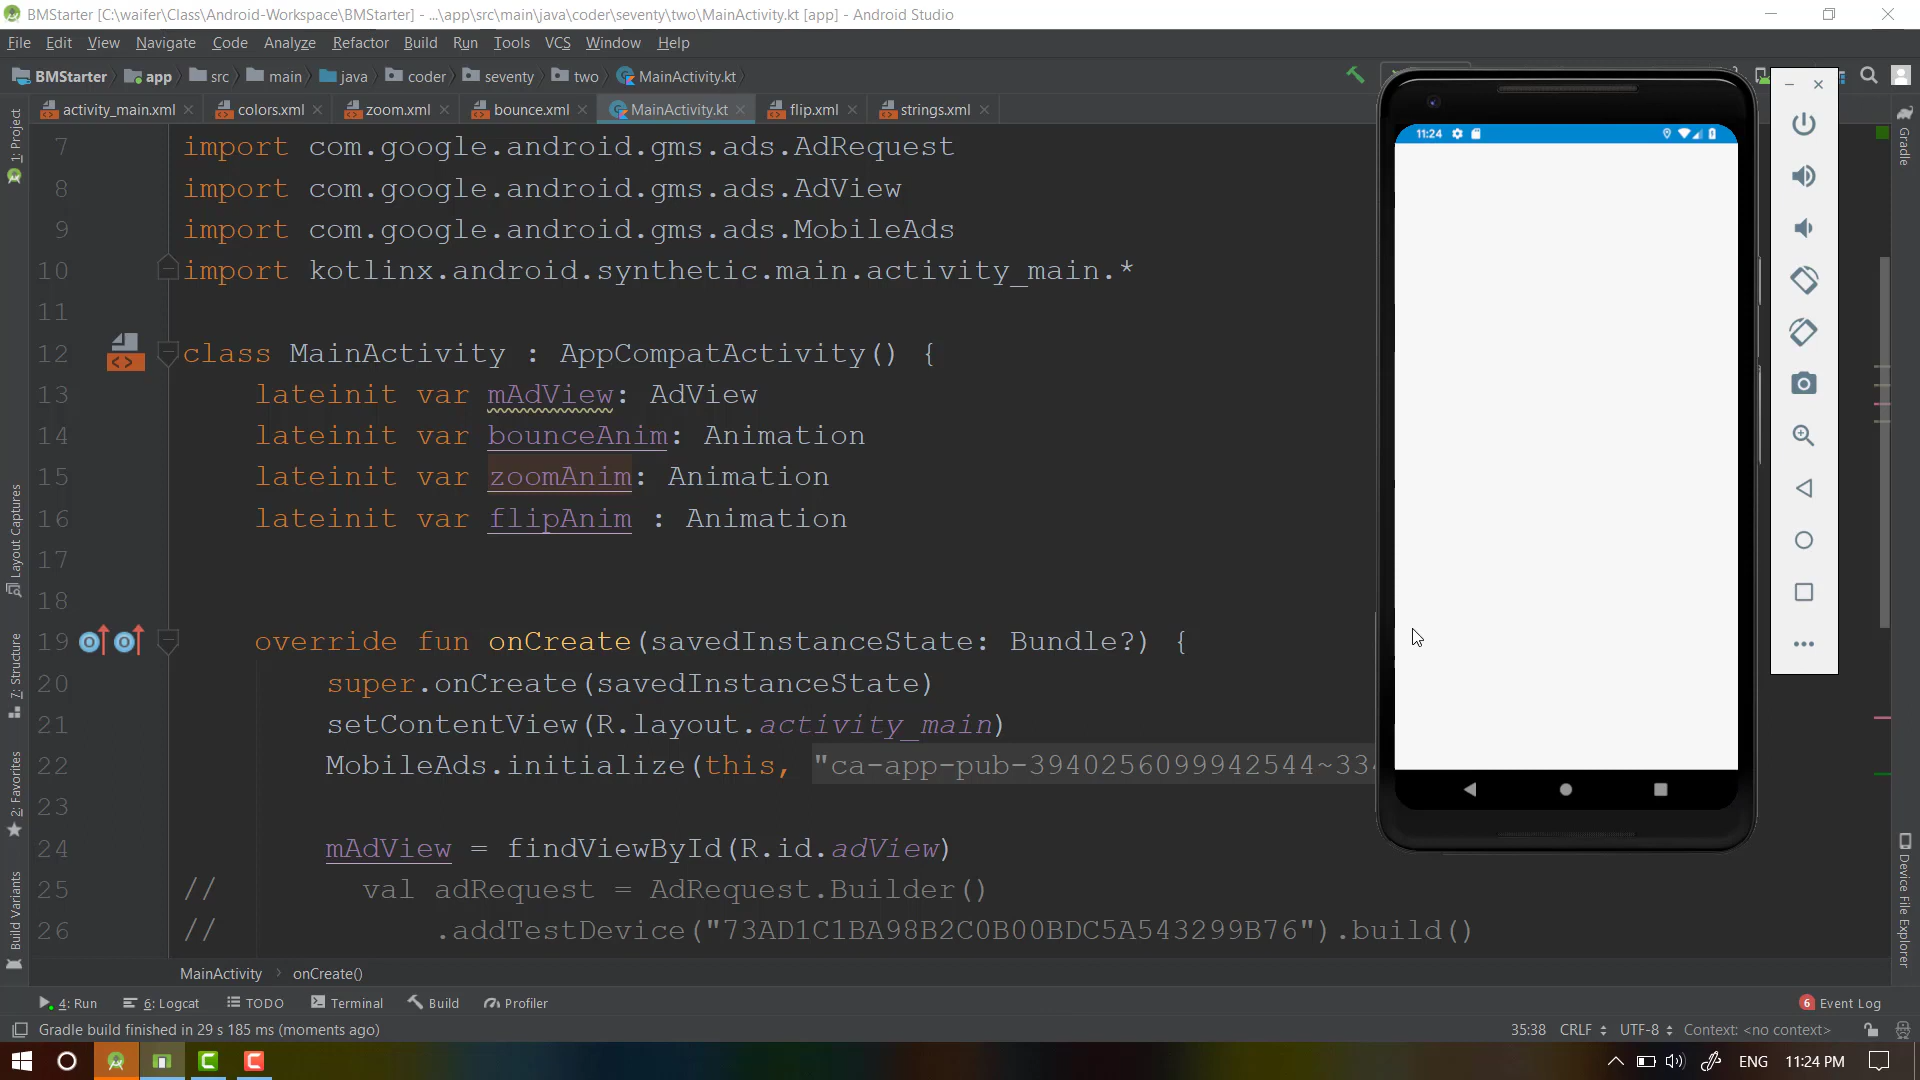 BMStarter [C:\waifer\Class\Android-Workspace\BMStarter] - ...\app\src\main\java\coder\seventy\two\MainActivity.kt [app] - Android Studio
File Edit View Navigate Code Analyze Refactor Build Run Tools VCS Window Help
BMStarter app src main java coder seventy two MainActivity.kt
activity_main.xml colors.xml zoom.xml bounce.xml MainActivity.kt flip.xml strings.xml
1: Project
Layout Captures
7: Structure
2: Favorites
Build Variants
7 import com.google.android.gms.ads.AdRequest
8 import com.google.android.gms.ads.AdView
9 import com.google.android.gms.ads.MobileAds
10 import kotlinx.android.synthetic.main.activity_main.*
11
12 class MainActivity : AppCompatActivity() {
13 lateinit var mAdView: AdView
14 lateinit var bounceAnim: Animation
15 lateinit var zoomAnim: Animation
16 lateinit var flipAnim : Animation
17
18
19 override fun onCreate(savedInstanceState: Bundle?) {
20 super.onCreate(savedInstanceState)
21 setContentView(R.layout.activity_main)
22 MobileAds.initialize(this, "ca-app-pub-3940256099942544~33
23
24 mAdView = findViewById(R.id.adView)
25 // val adRequest = AdRequest.Builder()
26 // .addTestDevice("73AD1C1BA98B2C0B00BDC5A543299B76").build()
11:24
Gradle
Device File Explorer
MainActivity › onCreate()
4: Run 6: Logcat TODO Terminal Build Profiler 6 Event Log
Gradle build finished in 29 s 185 ms (moments ago) 35:38 CRLF UTF-8 Context: <no context>
ENG 11:24 PM